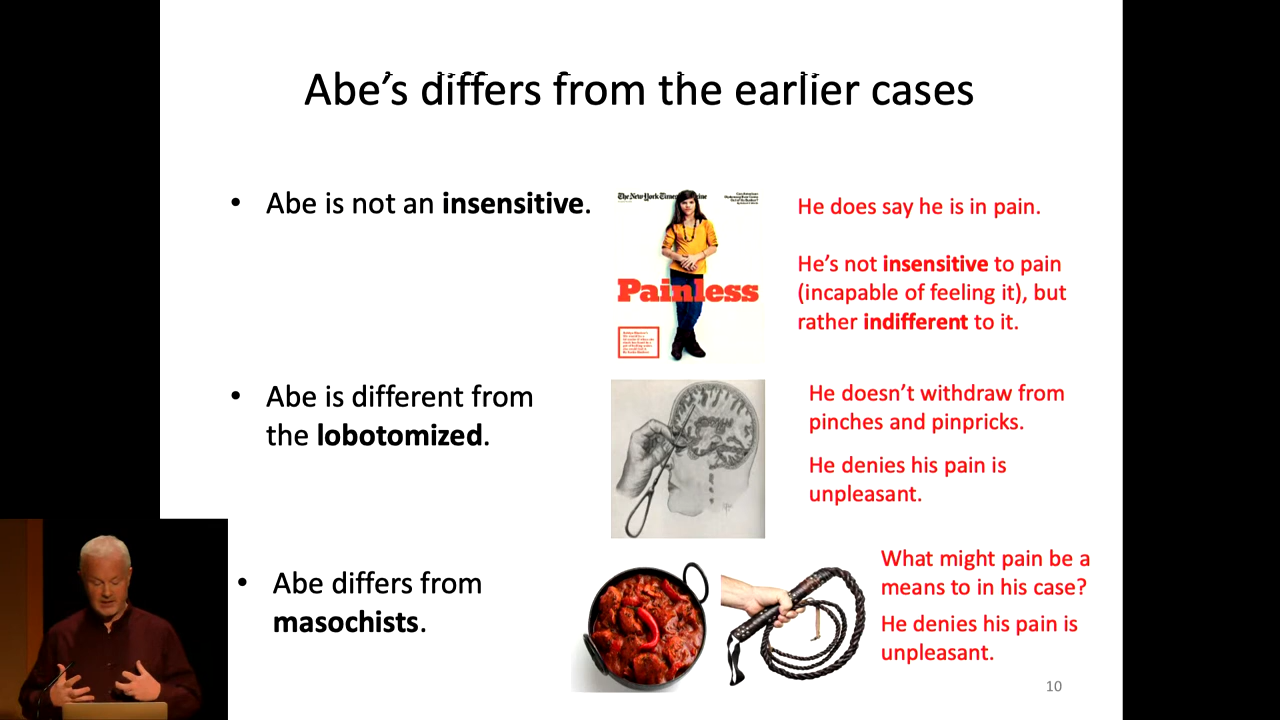 Abe's differs from the earlier cases
• Abe is not an insensitive.
The New York Times Magazine
Painless
He does say he is in pain.
He's not insensitive to pain
(incapable of feeling it), but
rather indifferent to it.
• Abe is different from
the lobotomized.
He doesn't withdraw from
pinches and pinpricks.
He denies his pain is
unpleasant.
• Abe differs from
masochists.
What might pain be a
means to in his case?
He denies his pain is
unpleasant.
10